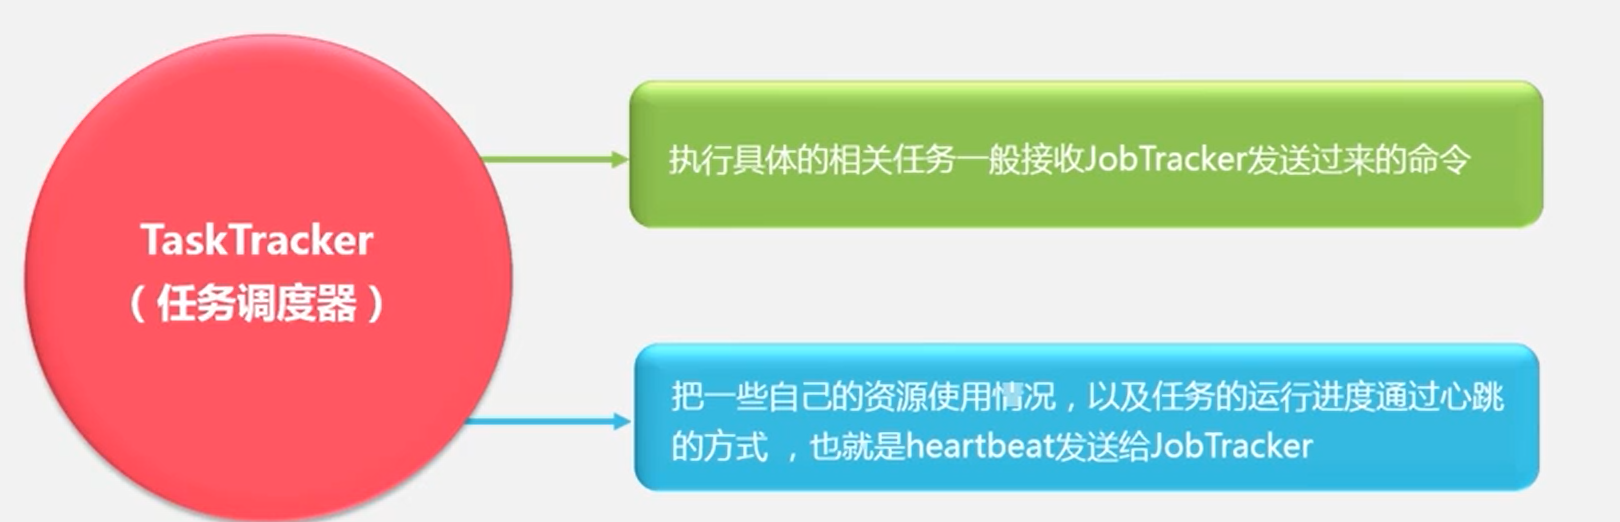 TaskTracker
（任务调度器）
执行具体的相关任务一般接收JobTracker发送过来的命令
把一些自己的资源使用情况，以及任务的运行进度通过心跳
的方式 ，也就是heartbeat发送给JobTracker